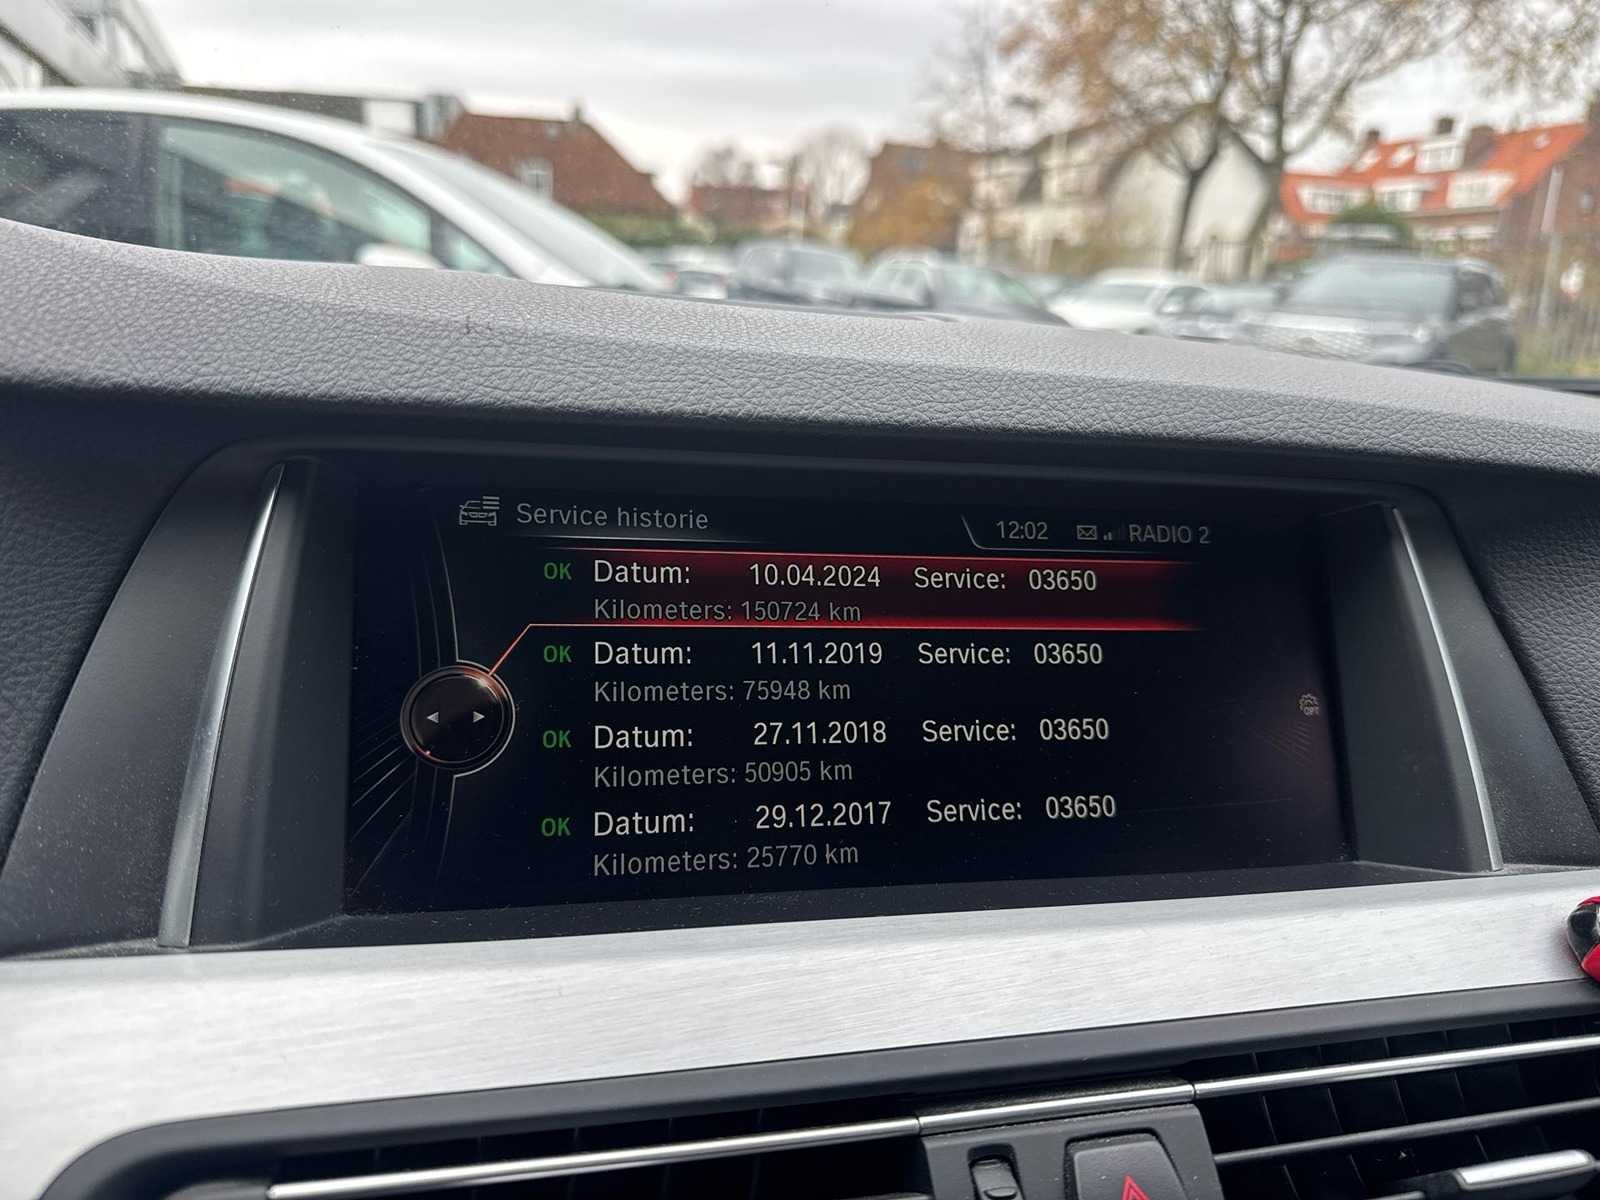 Service historie
12:02 RADIO 2
OK Datum: 10.04.2024 Service: 03650
Kilometers: 150724 km
OK Datum: 11.11.2019 Service: 03650
Kilometers: 75948 km
OK Datum: 27.11.2018 Service: 03650
Kilometers: 50905 km
OK Datum: 29.12.2017 Service: 03650
Kilometers: 25770 km
OPT